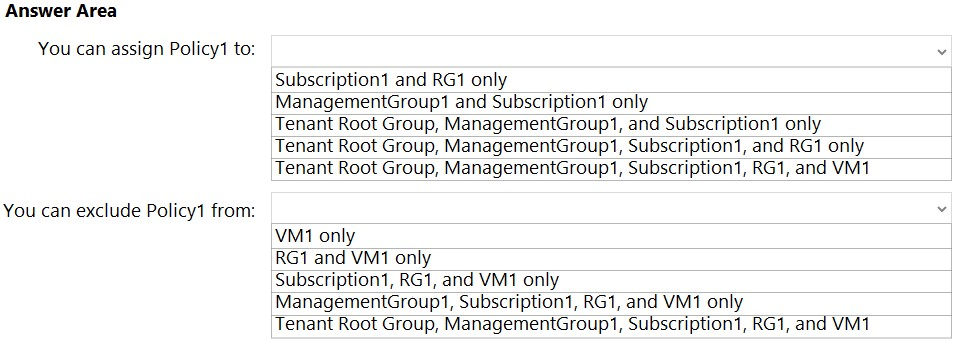 Answer Area
You can assign Policy1 to:
Subscription1 and RG1 only
ManagementGroup1 and Subscription1 only
Tenant Root Group, ManagementGroup1, and Subscription1 only
Tenant Root Group, ManagementGroup1, Subscription1, and RG1 only
Tenant Root Group, ManagementGroup1, Subscription1, RG1, and VM1
You can exclude Policy1 from:
VM1 only
RG1 and VM1 only
Subscription1, RG1, and VM1 only
ManagementGroup1, Subscription1, RG1, and VM1 only
Tenant Root Group, ManagementGroup1, Subscription1, RG1, and VM1